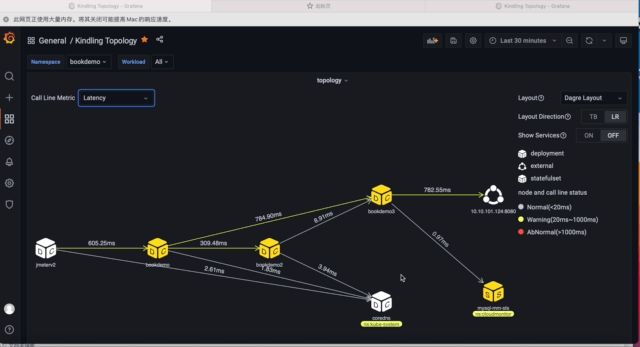 Kindling Topology - Grafana
起始页
Kindling Topology - Grafana
此网页正使用大量内存。将其关闭可能提高 Mac 的响应速度。
General / Kindling Topology
Last 30 minutes
Namespace
bookdemo
Workload
All
topology
Call Line Metric
Latency
Layout
Dagre Layout
Layout Direction
TB
LR
Show Services
ON
OFF
deployment
external
statefulset
node and call line status
Normal(<20ms)
Warning(20ms~1000ms)
AbNormal(>1000ms)
782.55ms
bookdemo3
10.10.101.124:8080
764.90ms
8.91ms
0.97ms
605.25ms
309.48ms
jmeterv2
bookdemo
bookdemo2
2.61ms
1.83ms
3.94ms
coredns
ns:kube-system
mysql-mm-sts
ns:cloudmonitor